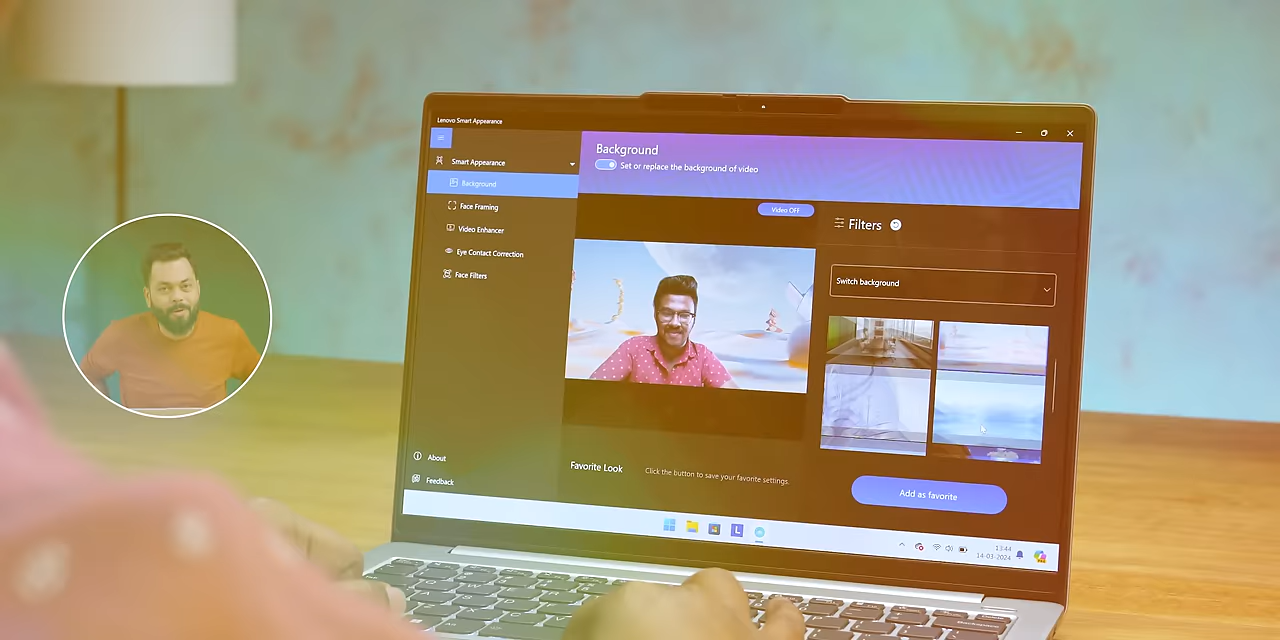 Lenovo Smart Appearance
Smart Appearance
Background
Face Framing
Video Enhancer
Eye Contact Correction
Face Filters
About
Feedback
Background
Set or replace the background of video
Video OFF
Filters
Switch background
Favorite Look
Click the button to save your favorite settings.
Add as favorite
13:44
14-03-2024